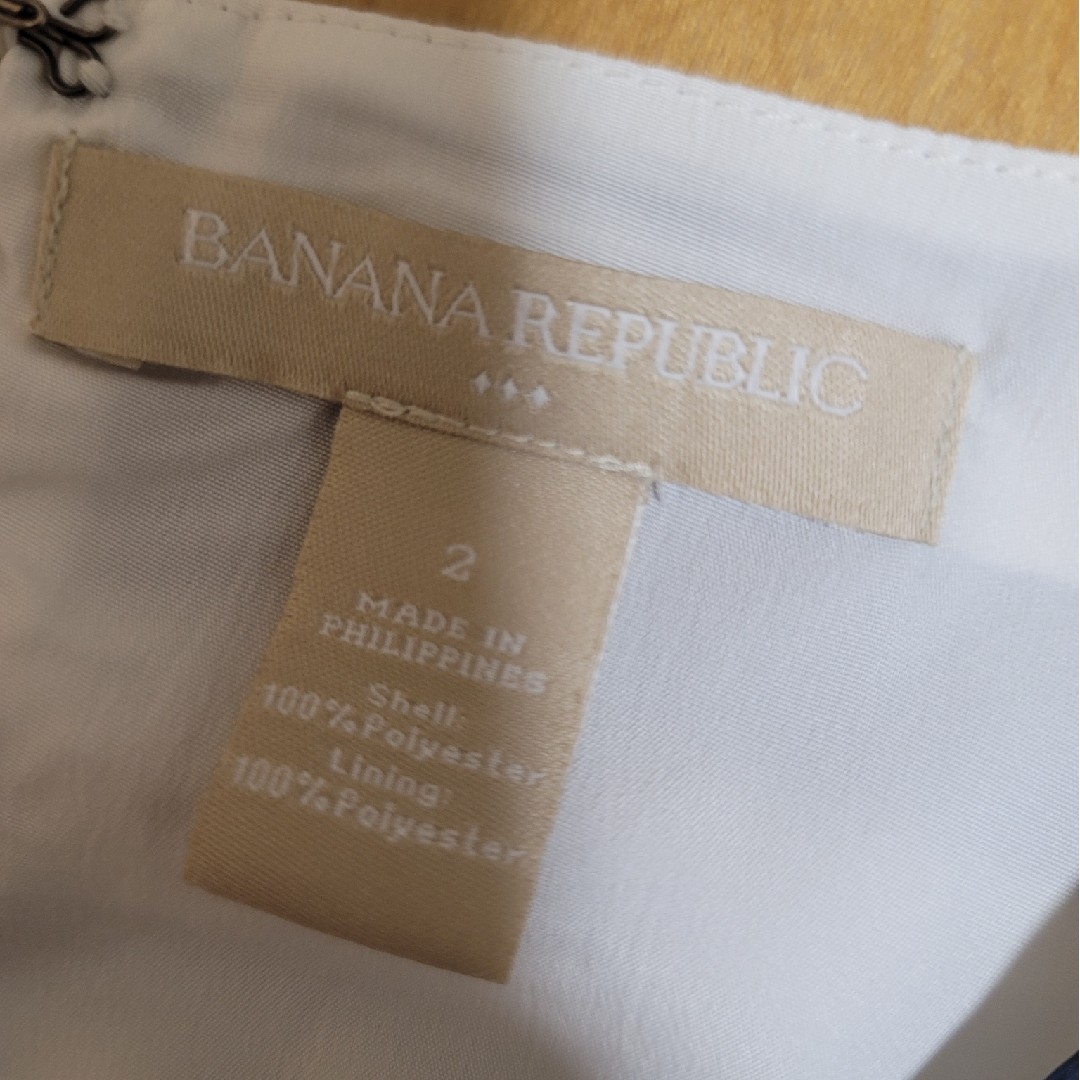 BANANA REPUBLIC
2
MADE IN
PHILIPPINES
Shell:
100%Polyester
Lining:
100%Polyester